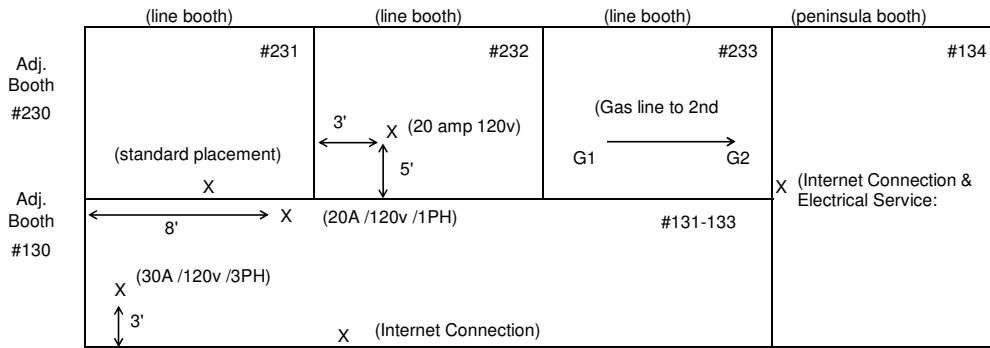 (line booth) (line booth) (line booth) (peninsula booth)
#231 #232 #233 #134
Adj.
Booth
#230
(Gas line to 2nd
3' X (20 amp 120v)
(standard placement) G1 G2
5'
X X (Internet Connection &
Electrical Service:
Adj.
Booth
#130
8' X (20A /120v /1PH) #131-133
(30A /120v /3PH)
X
3'
X (Internet Connection)